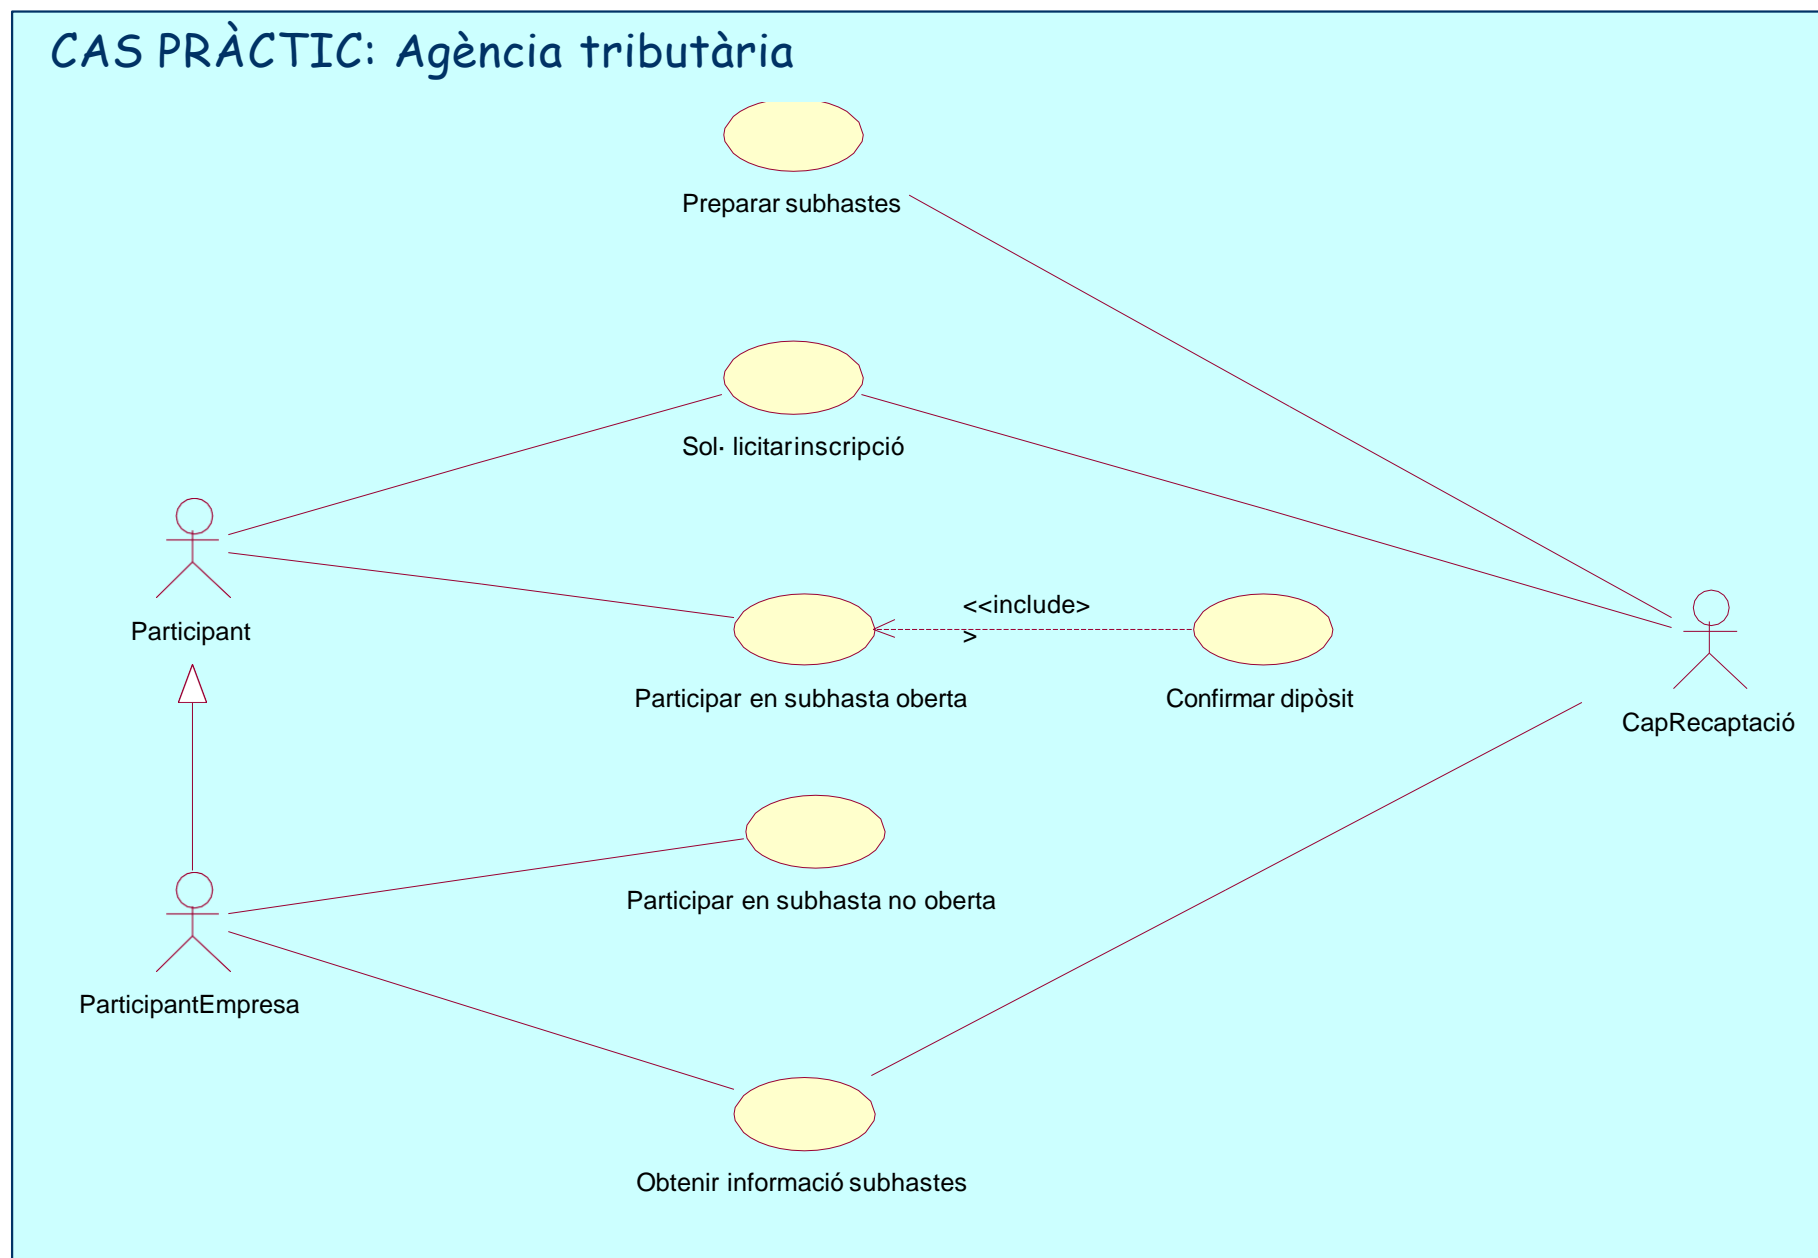 CAS PRÀCTIC: Agència tributària
Preparar subhastes
Sol· licitarinscripció
Participant
<<include>
>
Participar en subhasta oberta
Confirmar dipòsit
CapRecaptació
Participar en subhasta no oberta
ParticipantEmpresa
Obtenir informació subhastes